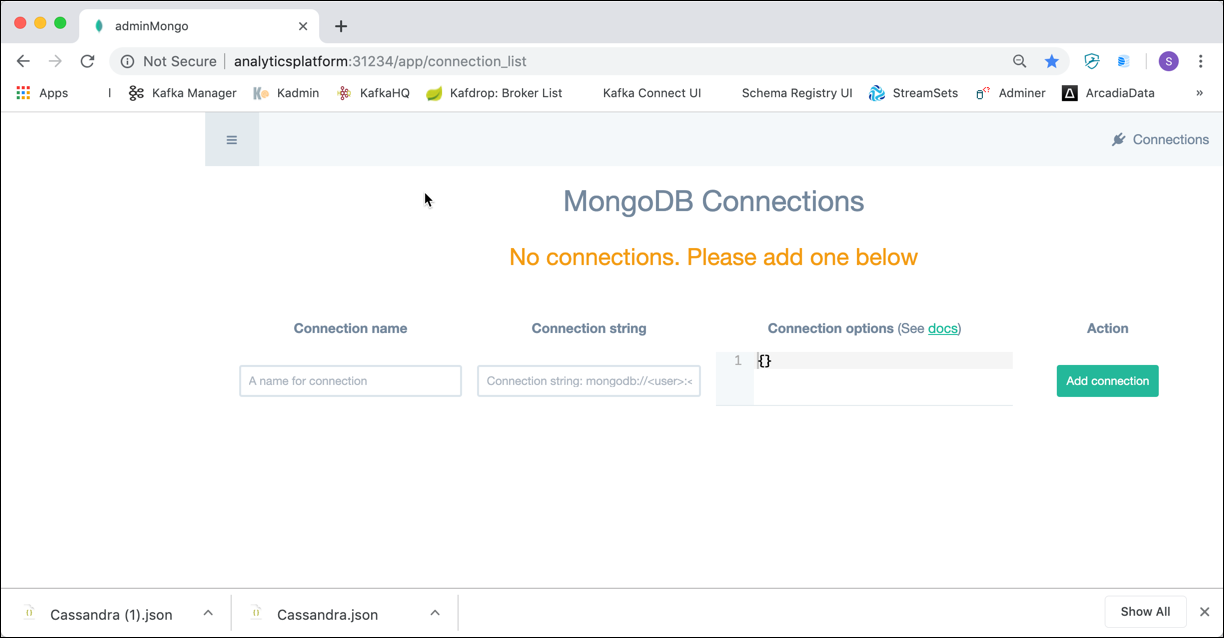 adminMongo
Not Secure analyticsplatform:31234/app/connection_list S
Apps Kafka Manager Kadmin KafkaHQ Kafdrop: Broker List Kafka Connect UI Schema Registry UI StreamSets Adminer ArcadiaData »
Connections
MongoDB Connections
No connections. Please add one below
Connection name Connection string Connection options (See docs) Action
1 {}
A name for connection Connection string: mongodb://<user>:< Add connection
Cassandra (1).json Cassandra.json Show All